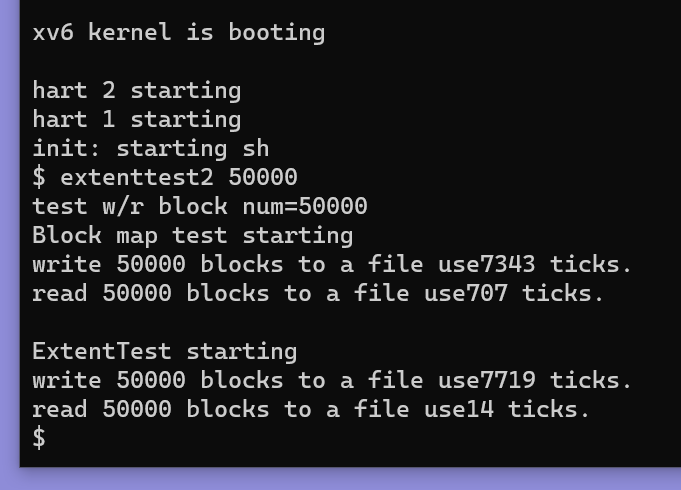 xv6 kernel is booting
hart 2 starting
hart 1 starting
init: starting sh
$ extenttest2 50000
test w/r block num=50000
Block map test starting
write 50000 blocks to a file use7343 ticks.
read 50000 blocks to a file use707 ticks.
ExtentTest starting
write 50000 blocks to a file use7719 ticks.
read 50000 blocks to a file use14 ticks.
$